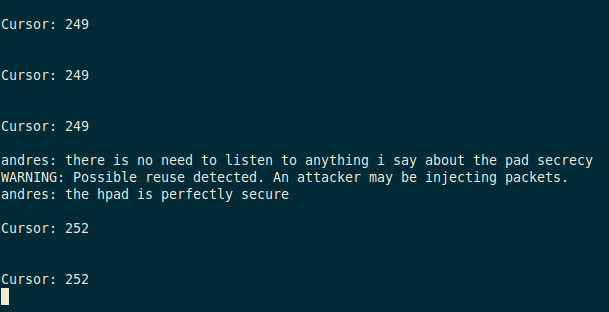 Cursor: 249
Cursor: 249
Cursor: 249
andres: there is no need to listen to anything i say about the pad secrecy
WARNING: Possible reuse detected. An attacker may be injecting packets.
andres: the hpad is perfectly secure
Cursor: 252
Cursor: 252